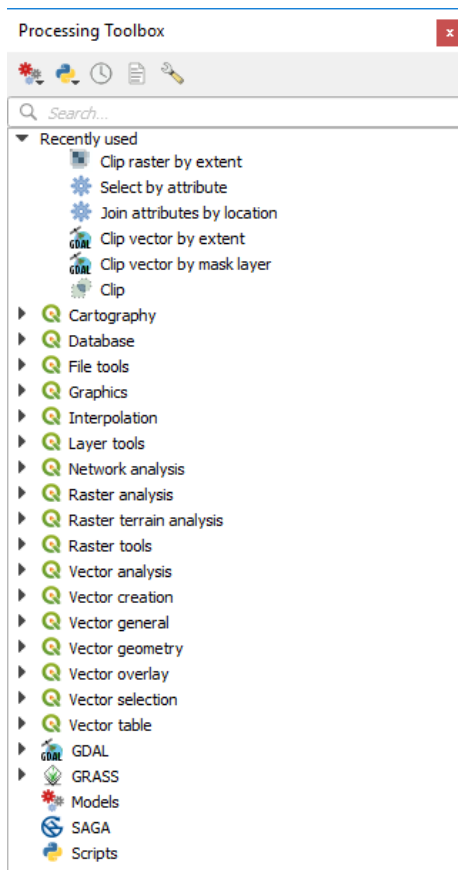 Processing Toolbox
x
Search...
Recently used
Clip raster by extent
Select by attribute
Join attributes by location
GDAL Clip vector by extent
GDAL Clip vector by mask layer
Clip
Cartography
Database
File tools
Graphics
Interpolation
Layer tools
Network analysis
Raster analysis
Raster terrain analysis
Raster tools
Vector analysis
Vector creation
Vector general
Vector geometry
Vector overlay
Vector selection
Vector table
GDAL GDAL
GRASS
Models
SAGA
Scripts